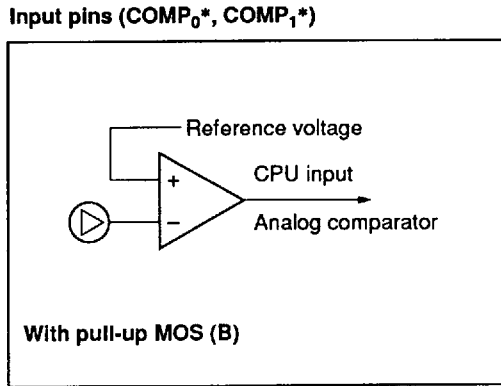 Input pins (COMP₀*, COMP₁*)
Reference voltage
+
CPU input
−
Analog comparator
With pull-up MOS (B)